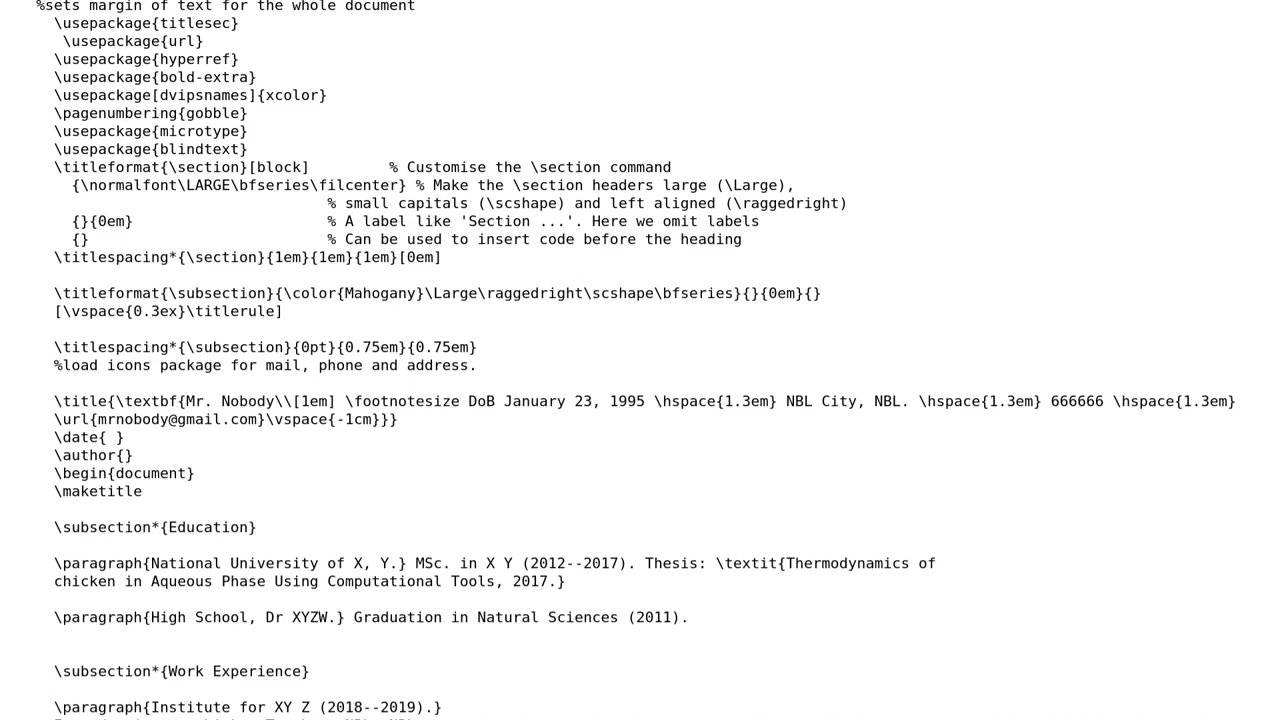 %sets margin of text for the whole document
\usepackage{titlesec}
\usepackage{url}
\usepackage{hyperref}
\usepackage{bold-extra}
\usepackage[dvipsnames]{xcolor}
\pagenumbering{gobble}
\usepackage{microtype}
\usepackage{blindtext}
\titleformat{\section}[block]         % Customise the \section command
{\normalfont\LARGE\bfseries\filcenter} % Make the \section headers large (\Large),
% small capitals (\scshape) and left aligned (\raggedright)
{}{0em}                      % A label like 'Section ...'. Here we omit labels
{}                           % Can be used to insert code before the heading
\titlespacing*{\section}{1em}{1em}{1em}[0em]
\titleformat{\subsection}{\color{Mahogany}\Large\raggedright\scshape\bfseries}{}{0em}{}
[\vspace{0.3ex}\titlerule]
\titlespacing*{\subsection}{0pt}{0.75em}{0.75em}
%load icons package for mail, phone and address.
\title{\textbf{Mr. Nobody\\[1em] \footnotesize DoB January 23, 1995 \hspace{1.3em} NBL City, NBL. \hspace{1.3em} 666666 \hspace{1.3em}
\url{mrnobody@gmail.com}\vspace{-1cm}}}
\date{ }
\author{}
\begin{document}
\maketitle
\subsection*{Education}
\paragraph{National University of X, Y.} MSc. in X Y (2012--2017). Thesis: \textit{Thermodynamics of
chicken in Aqueous Phase Using Computational Tools, 2017.}
\paragraph{High School, Dr XYZW.} Graduation in Natural Sciences (2011).
\subsection*{Work Experience}
\paragraph{Institute for XY Z (2018--2019).}